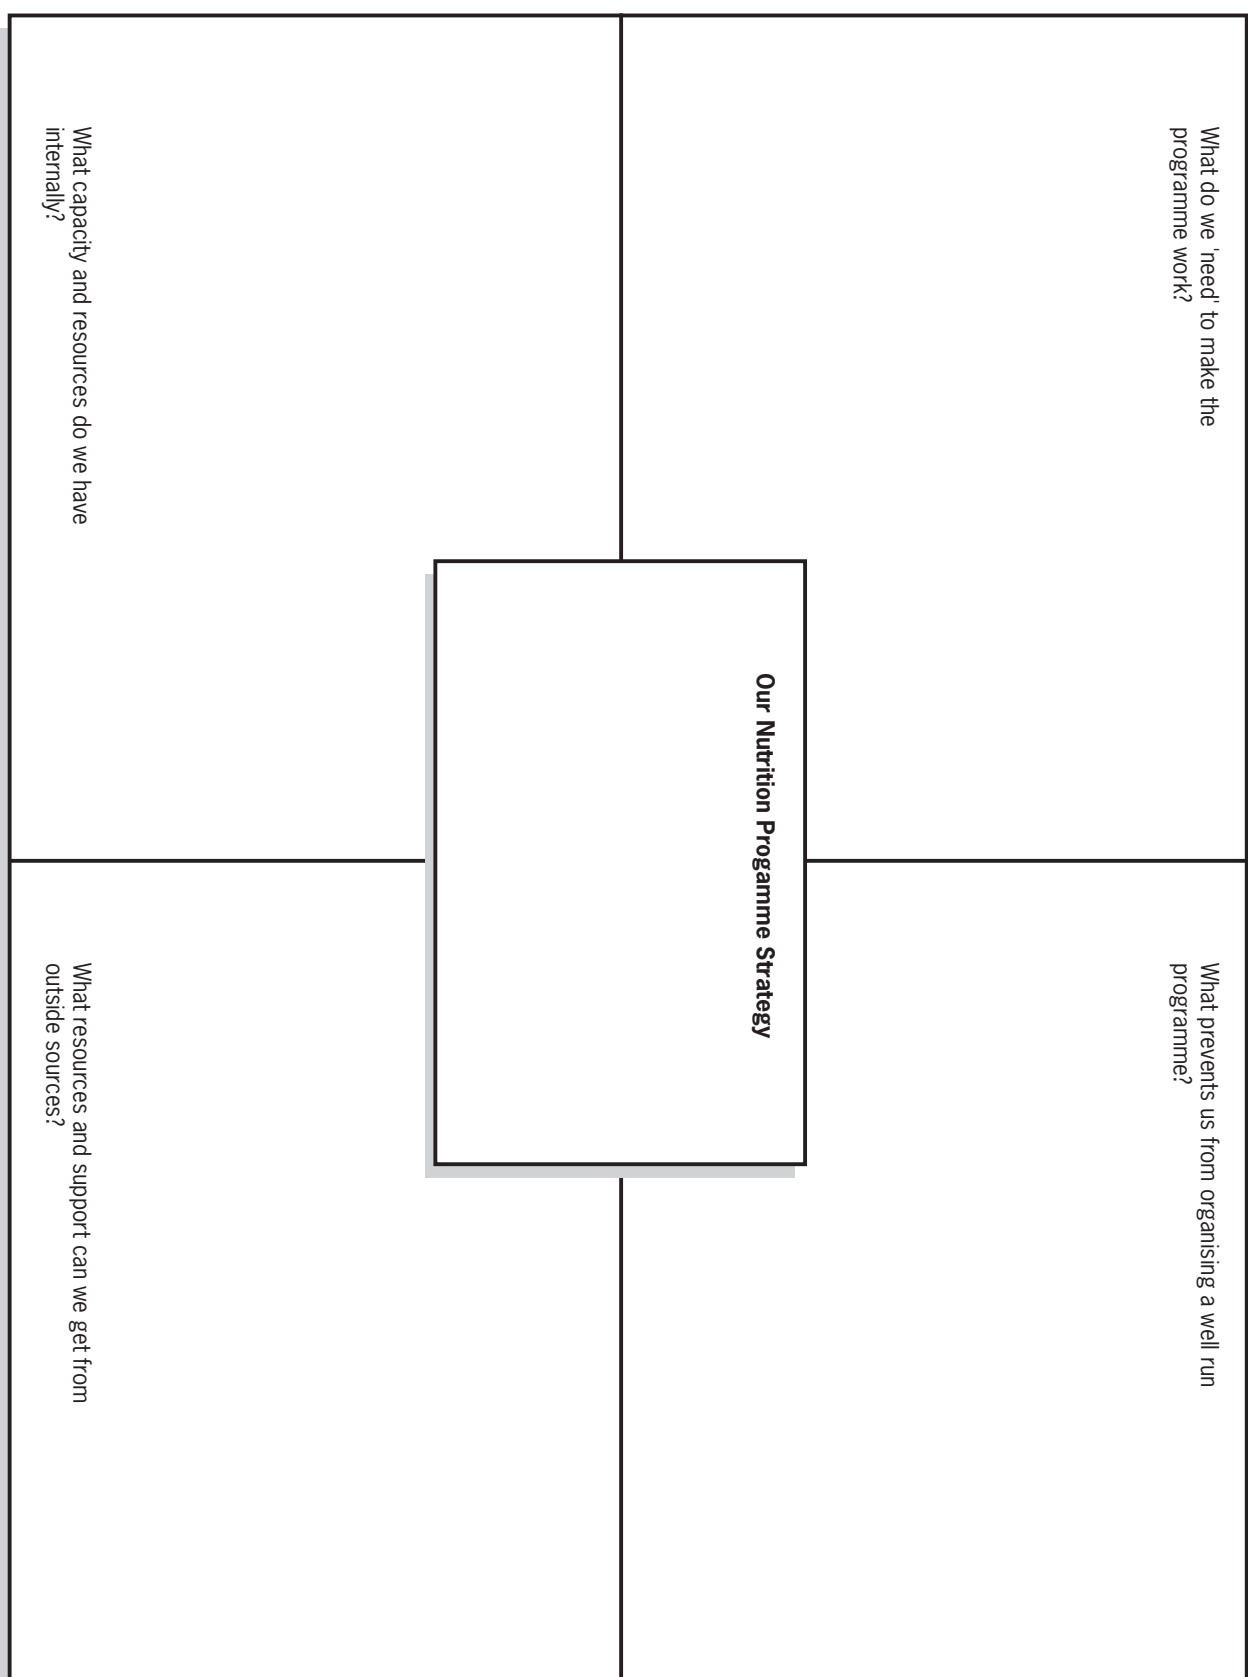 What do we 'need' to make the
programme work?
What prevents us from organising a well run
programme?
Our Nutrition Progamme Strategy
What capacity and resources do we have
internally?
What resources and support can we get from
outside sources?